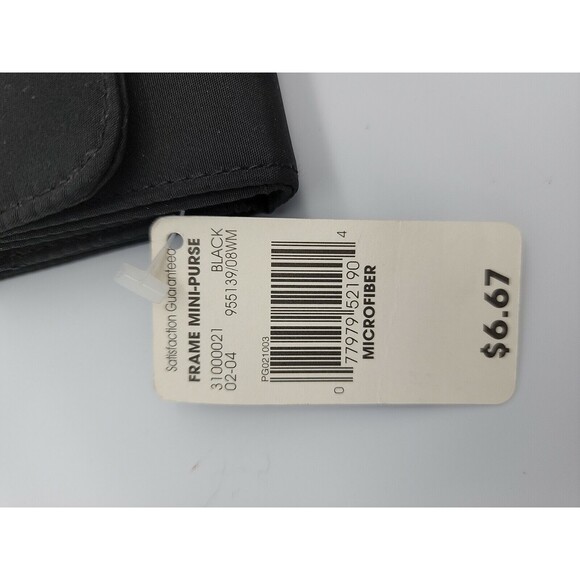 Satisfaction Guaranteed
FRAME MINI-PURSE
31000021 BLACK
02-04 955139/08WM
PG021003
0 77979 52190 4
MICROFIBER
$6.67